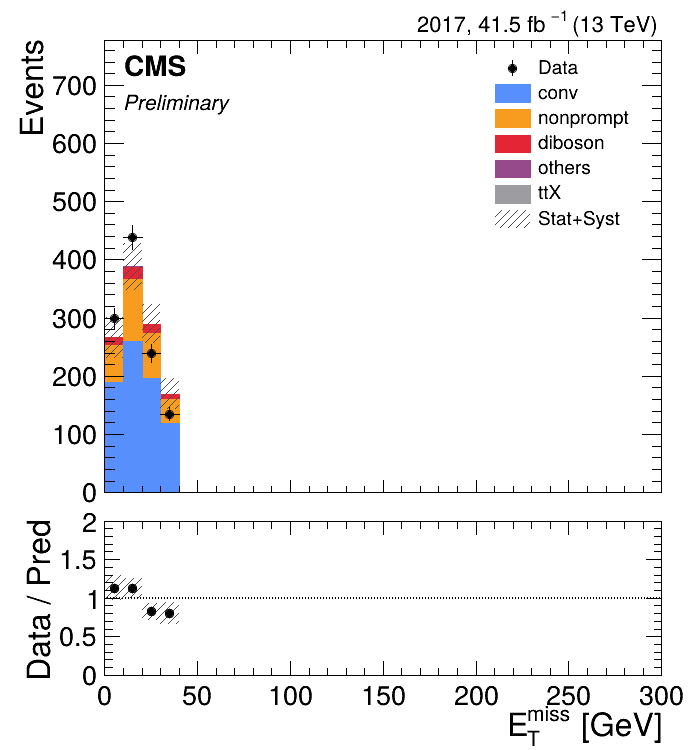 2017, 41.5 fb⁻¹ (13 TeV)
CMS
Preliminary
Data
conv
nonprompt
diboson
others
ttX
Stat+Syst
Events
700
600
500
400
300
200
100
0
Data / Pred
2
1.5
1
0.5
0
0 50 100 150 200 250 300
E_T^miss [GeV]